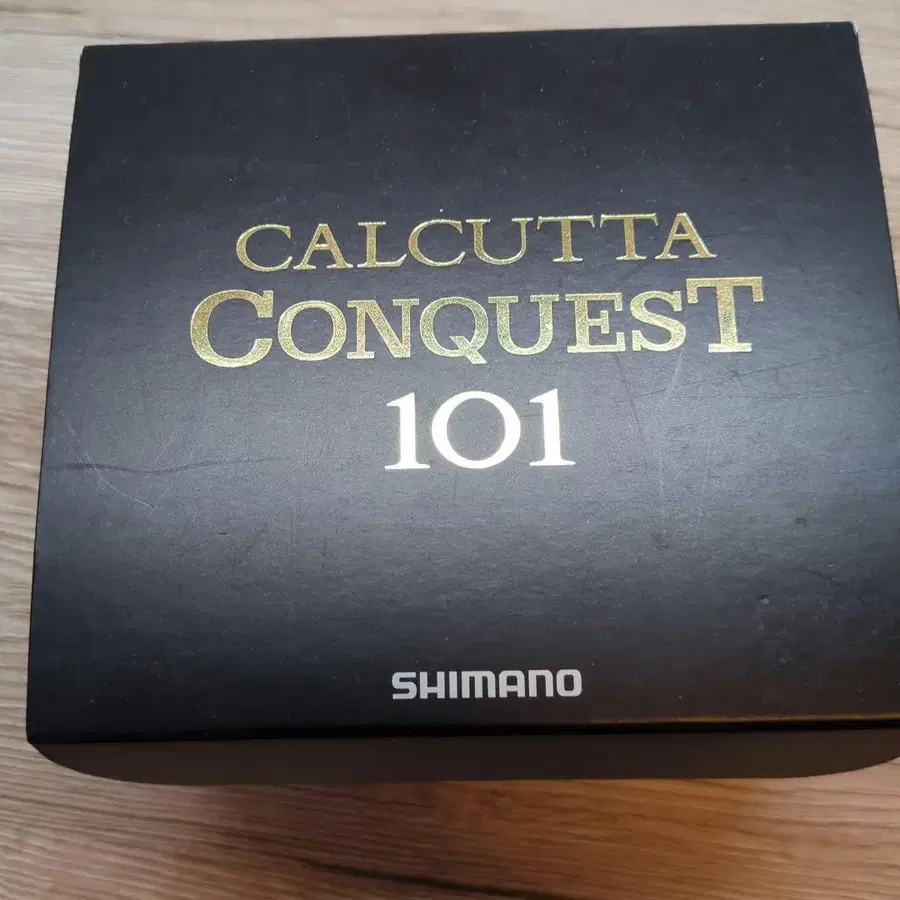 CALCUTTA
CONQUEST
101
SHIMANO